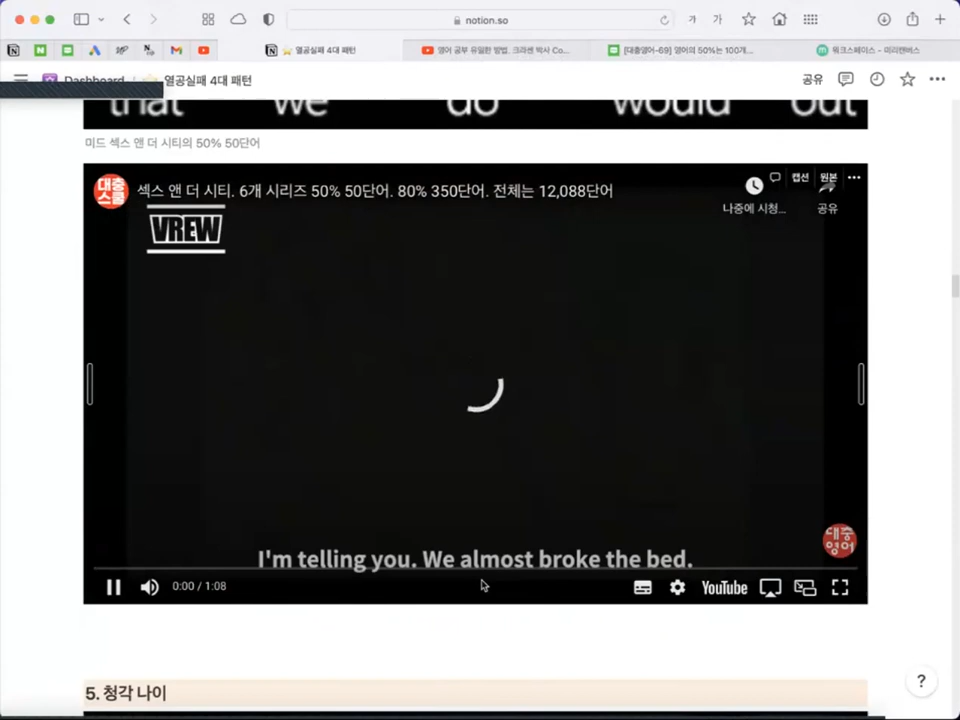 notion.so
가 가
열공실패 4대 패턴
영어 공부 유일한 방법. 크라센 박사 Co...
[대충영어-69] 영어의 50%는 100개...
워크스페이스 - 미리캔버스
Dashboard / 열공실패 4대 패턴
공유
that we do would out
미드 섹스 앤 더 시티의 50% 50단어
대충스쿨
섹스 앤 더 시티. 6개 시리즈 50% 50단어. 80% 350단어. 전체는 12,088단어
캡션 원본
나중에 시청... 공유
VREW
대충영어
I'm telling you. We almost broke the bed.
0:00 / 1:08
YouTube
5. 청각 나이
?